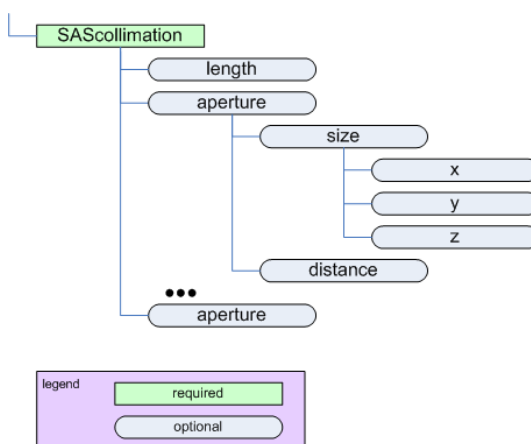 SAScollimation
length
aperture
size
x
y
z
distance
•••
aperture
legend
required
optional